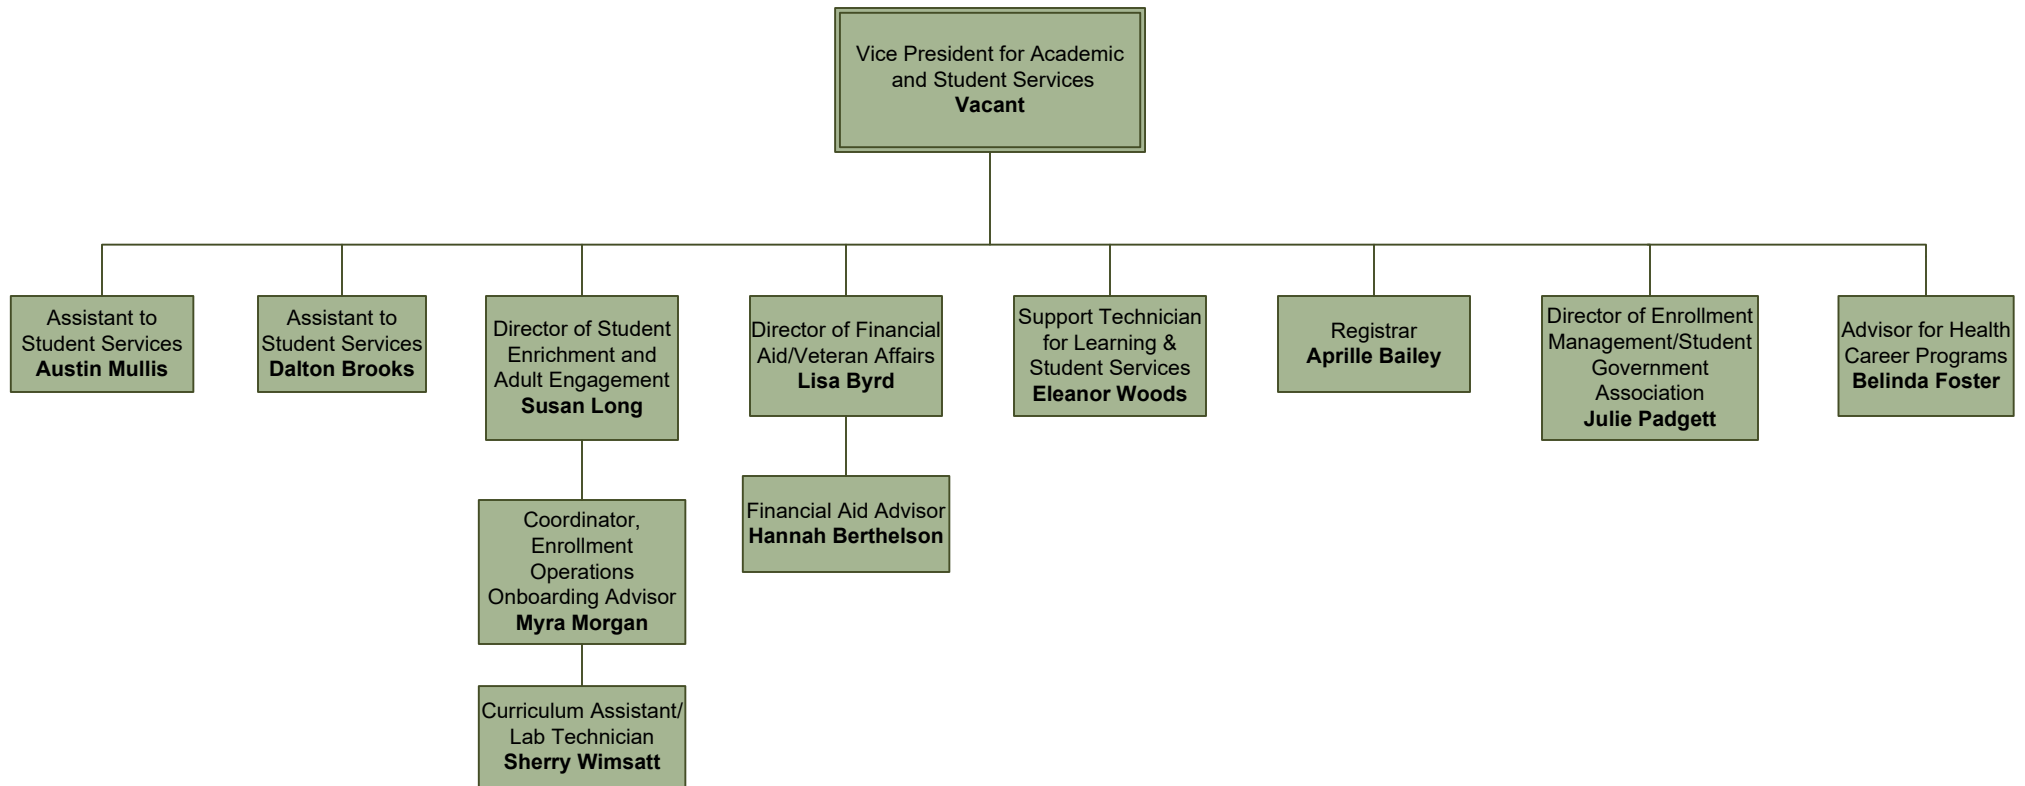 Vice President for Academic
and Student Services
Vacant
Assistant to
Student Services
Austin Mullis
Assistant to
Student Services
Dalton Brooks
Director of Student
Enrichment and
Adult Engagement
Susan Long
Director of Financial
Aid/Veteran Affairs
Lisa Byrd
Support Technician
for Learning &
Student Services
Eleanor Woods
Registrar
Aprille Bailey
Director of Enrollment
Management/Student
Government
Association
Julie Padgett
Advisor for Health
Career Programs
Belinda Foster
Coordinator,
Enrollment
Operations
Onboarding Advisor
Myra Morgan
Financial Aid Advisor
Hannah Berthelson
Curriculum Assistant/
Lab Technician
Sherry Wimsatt